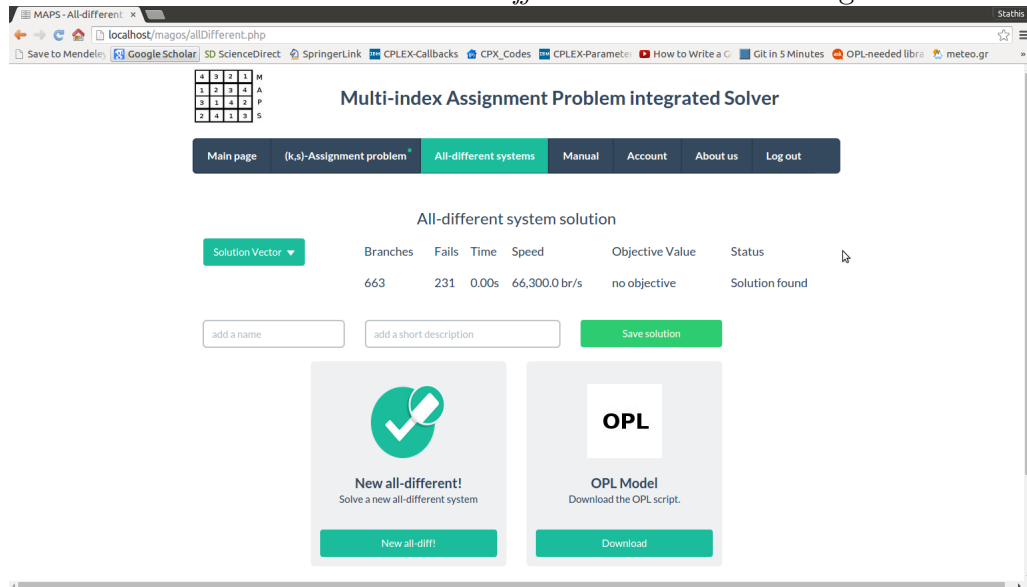 MAPS - All-different ×
Stathis
localhost/magos/allDifferent.php
Save to Mendeley Google Scholar SD ScienceDirect SpringerLink CPLEX-Callbacks CPX_Codes CPLEX-Paramete How to Write a G Git in 5 Minutes OPL-needed libra meteo.gr »
4 3 2 1 M
1 2 3 4 A
3 1 4 2 P
2 4 1 3 S
Multi-index Assignment Problem integrated Solver
Main page (k,s)-Assignment problem All-different systems Manual Account About us Log out
All-different system solution
Solution Vector Branches Fails Time Speed Objective Value Status
663 231 0.00s 66,300.0 br/s no objective Solution found
add a name add a short description Save solution
OPL
New all-different!
Solve a new all-different system
New all-diff!
OPL Model
Download the OPL script.
Download